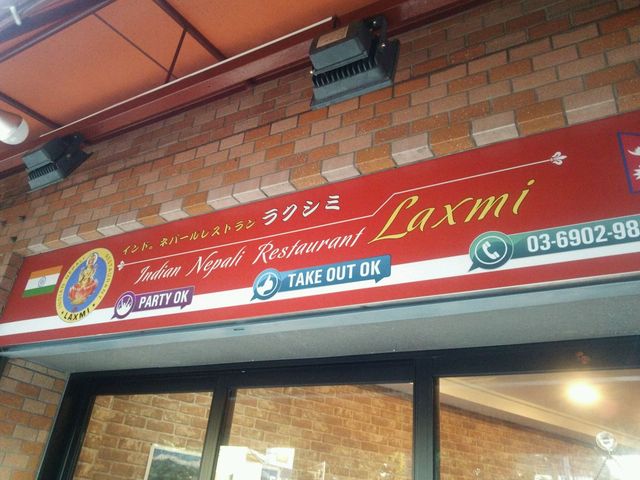 インド。ネパールレストラン ラクシミ
Indian Nepali Restaurant Laxmi
PARTY OK
TAKE OUT OK
03-6902-98
LAXMI